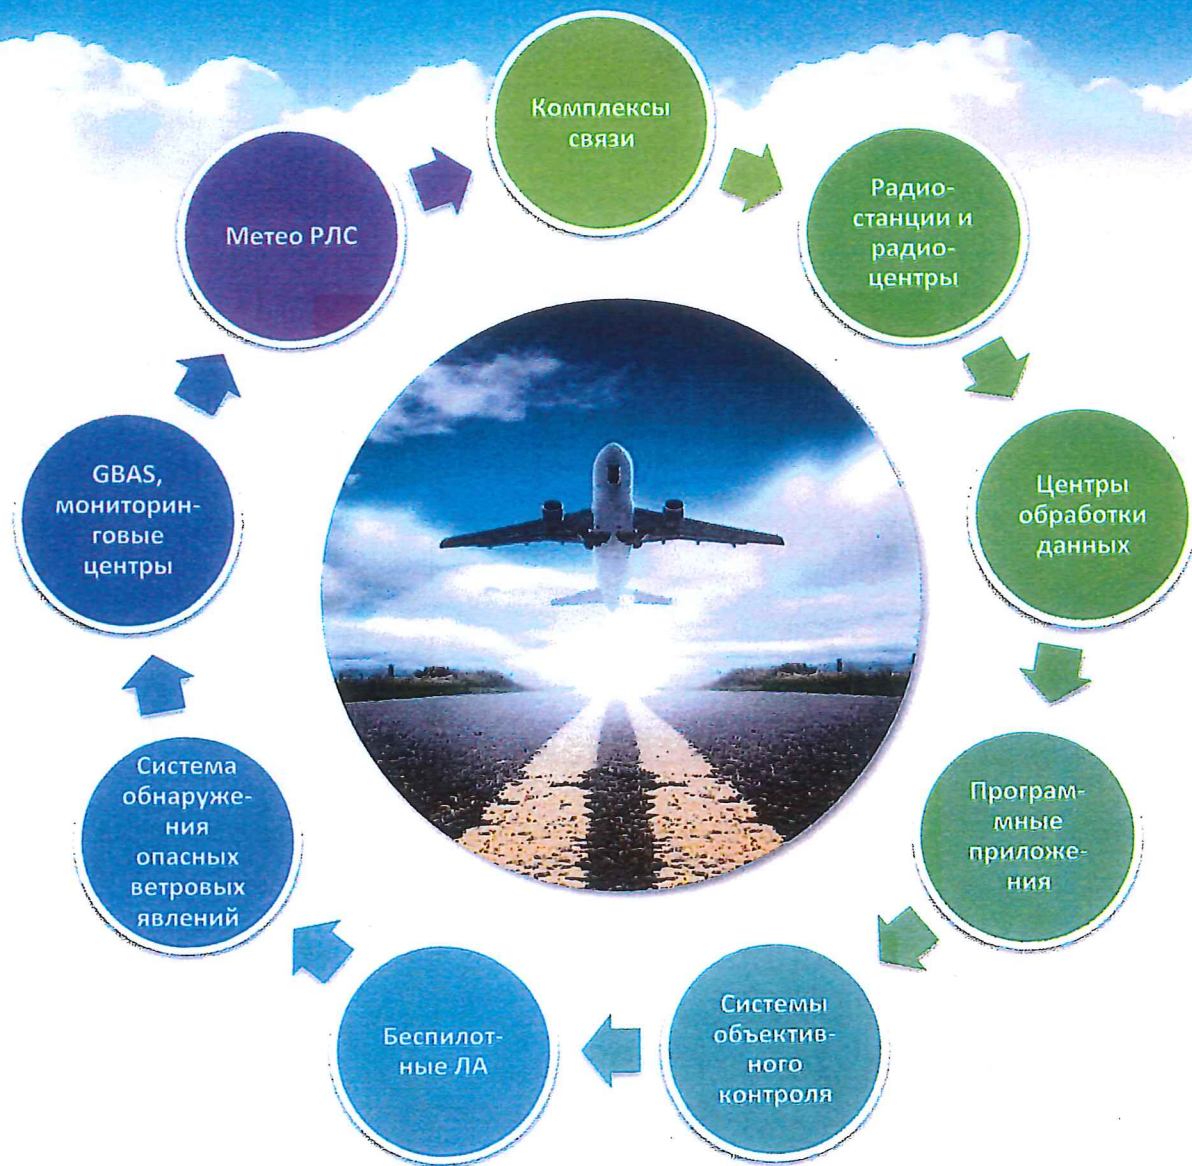 Комплексы
связи
Радио-
станции и
радио-
центры
Центры
обработки
данных
Програм-
мные
приложе-
ния
Системы
объектив-
ного
контроля
Беспилот-
ные ЛА
Система
обнаруже-
ния
опасных
ветровых
явлений
GBAS,
мониторин-
говые
центры
Метео РЛС